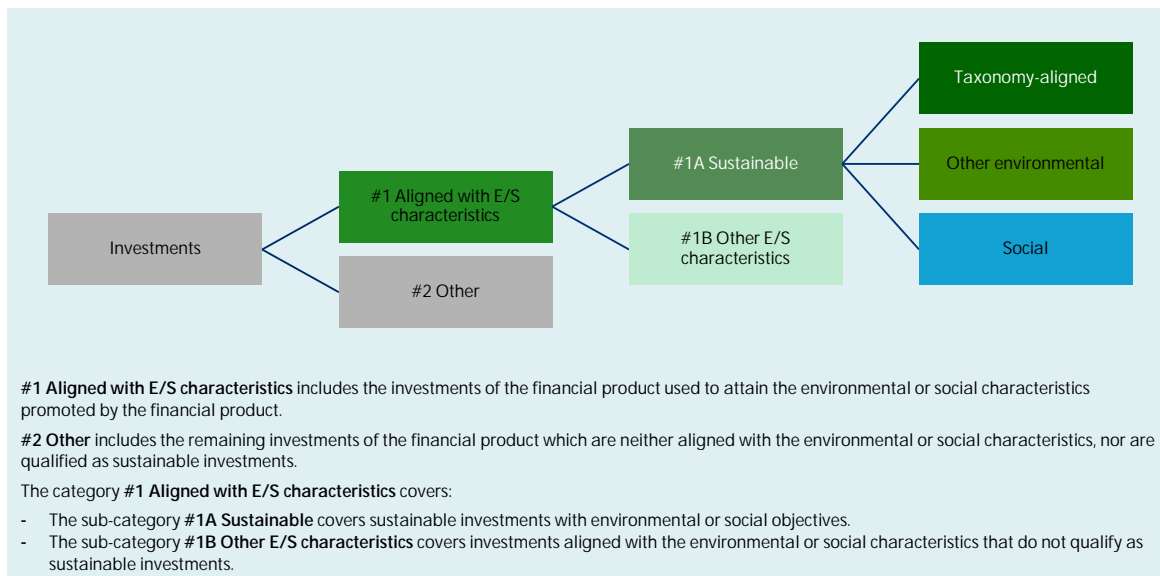 Taxonomy-aligned
#1A Sustainable
Other environmental
#1 Aligned with E/S
characteristics
#1B Other E/S
characteristics
Investments
Social
#2 Other
#1 Aligned with E/S characteristics includes the investments of the financial product used to attain the environmental or social characteristics
promoted by the financial product.
#2 Other includes the remaining investments of the financial product which are neither aligned with the environmental or social characteristics, nor are
qualified as sustainable investments.
The category #1 Aligned with E/S characteristics covers:
- The sub-category #1A Sustainable covers sustainable investments with environmental or social objectives.
- The sub-category #1B Other E/S characteristics covers investments aligned with the environmental or social characteristics that do not qualify as
sustainable investments.